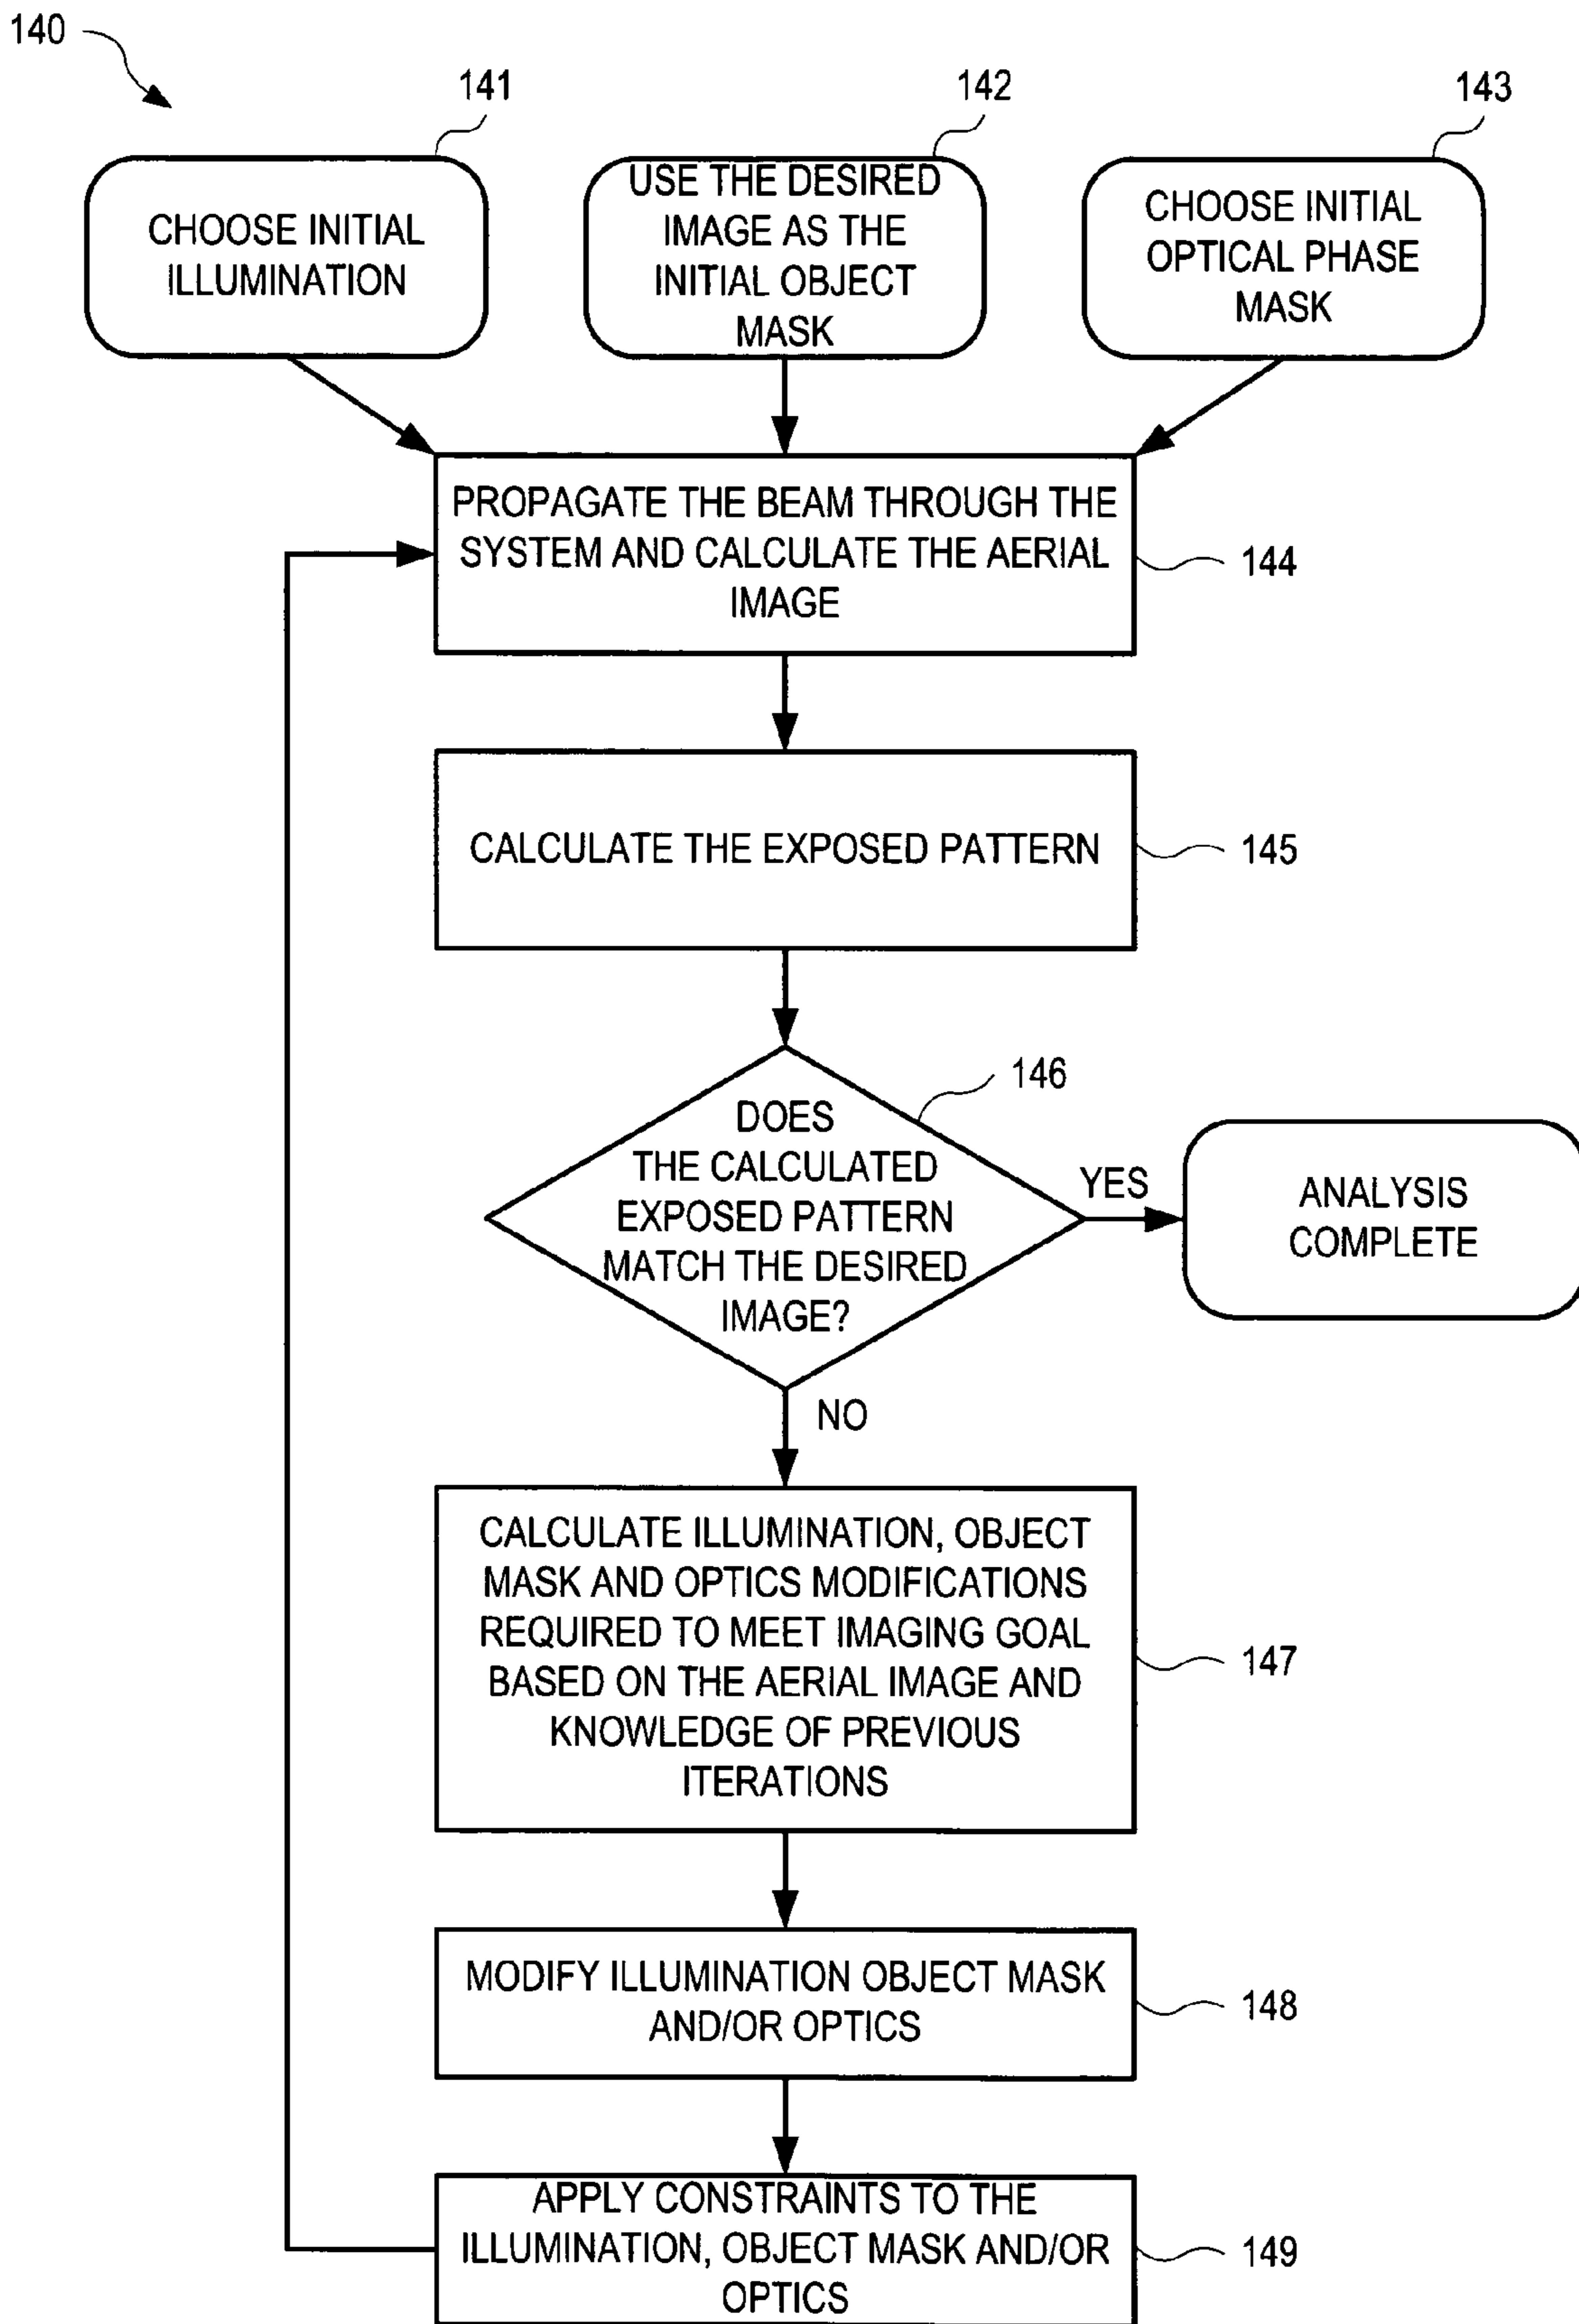 140
141
142
143
CHOOSE INITIAL
ILLUMINATION
USE THE DESIRED
IMAGE AS THE
INITIAL OBJECT
MASK
CHOOSE INITIAL
OPTICAL PHASE
MASK
PROPAGATE THE BEAM THROUGH THE
SYSTEM AND CALCULATE THE AERIAL
IMAGE
144
CALCULATE THE EXPOSED PATTERN
145
146
DOES
THE CALCULATED
EXPOSED PATTERN
MATCH THE DESIRED
IMAGE?
YES
ANALYSIS
COMPLETE
NO
CALCULATE ILLUMINATION, OBJECT
MASK AND OPTICS MODIFICATIONS
REQUIRED TO MEET IMAGING GOAL
BASED ON THE AERIAL IMAGE AND
KNOWLEDGE OF PREVIOUS
ITERATIONS
147
MODIFY ILLUMINATION OBJECT MASK
AND/OR OPTICS
148
APPLY CONSTRAINTS TO THE
ILLUMINATION, OBJECT MASK AND/OR
OPTICS
149